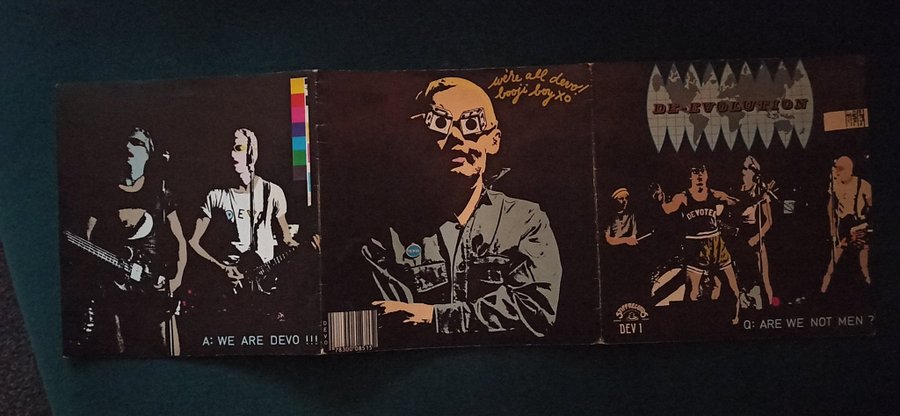 A: WE ARE DEVO !!!
we're all devo!
booji boy xo
DEVO
DE-EVOLUTION
DEVOTEE
DEV 1
Q: ARE WE NOT MEN ?